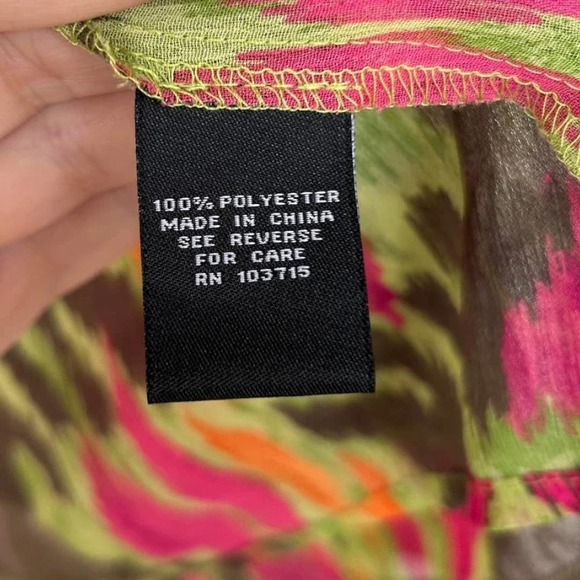 100% POLYESTER
MADE IN CHINA
SEE REVERSE
FOR CARE
RN 103715